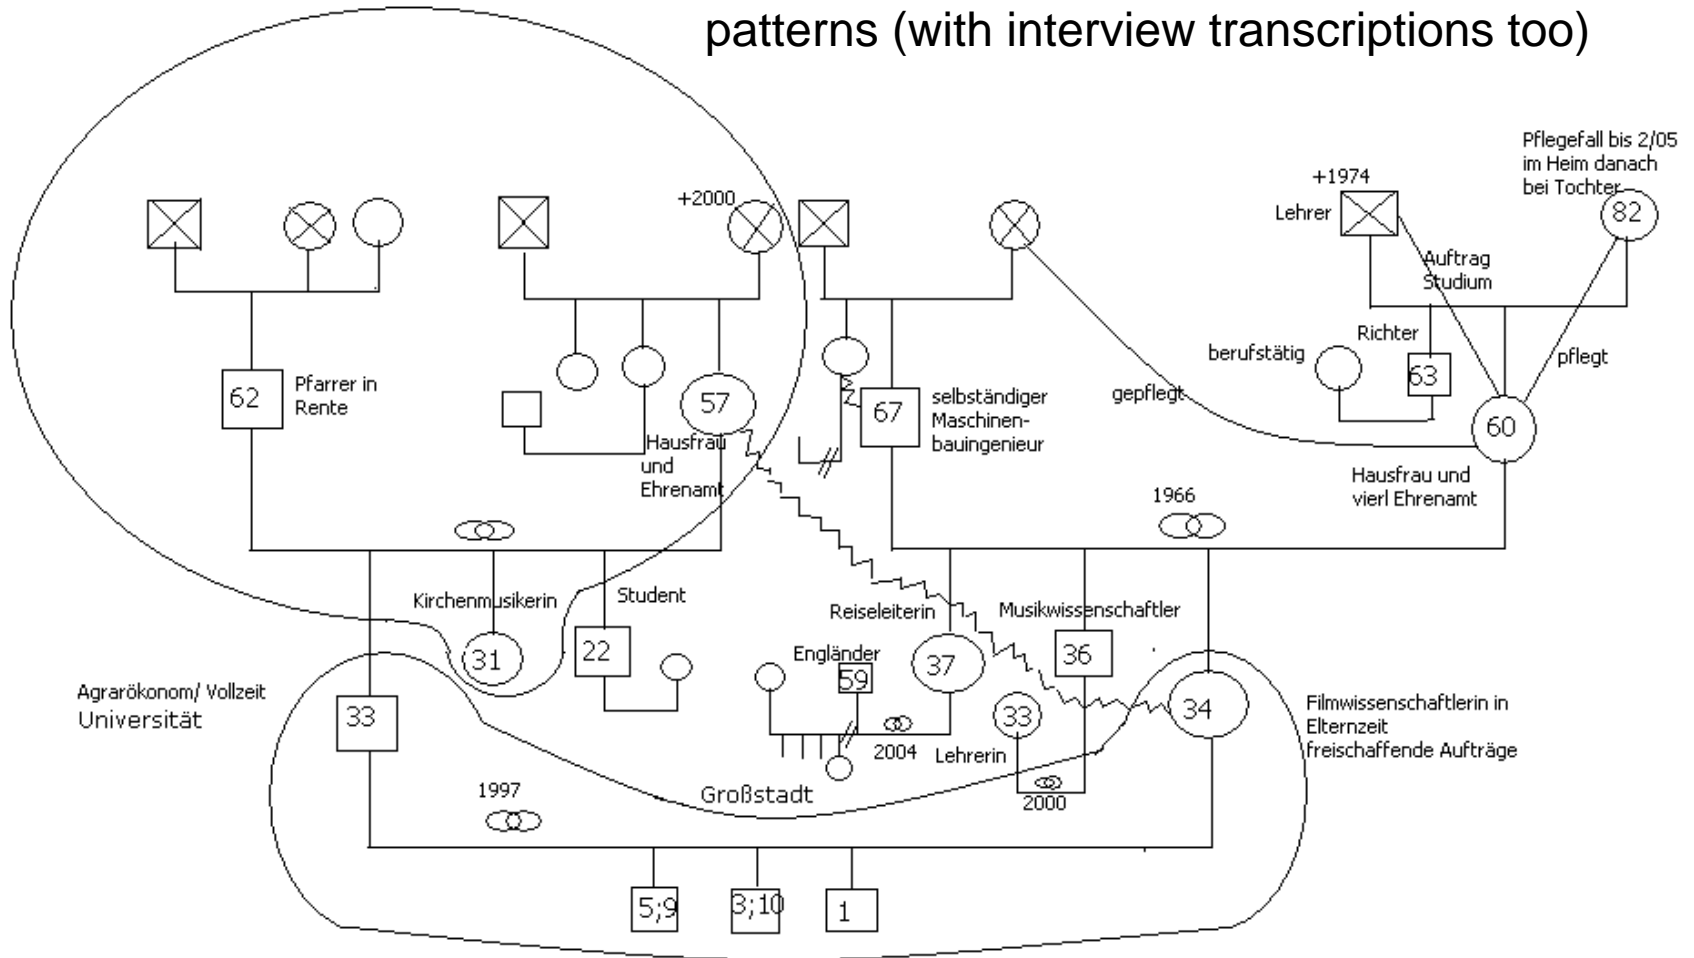 patterns (with interview transcriptions too)
Pflegefall bis 2/05
im Heim danach
bei Tochter
+1974
+2000
Lehrer
82
Auftrag
Studium
Richter
berufstätig
63
pflegt
62
Pfarrer in
Rente
57
67
selbständiger
Maschinen-
bauingenieur
gepflegt
60
Hausfrau
und
Ehrenamt
Hausfrau und
vierl Ehrenamt
1966
Kirchenmusikerin
Student
Reiseleiterin
Musikwissenschaftler
31
22
Engländer
59
37
36
Agrarökonom/ Vollzeit
Universität
33
33
34
Filmwissenschaftlerin in
Elternzeit
freischaffende Aufträge
2004
Lehrerin
1997
Großstadt
2000
5;9
3;10
1